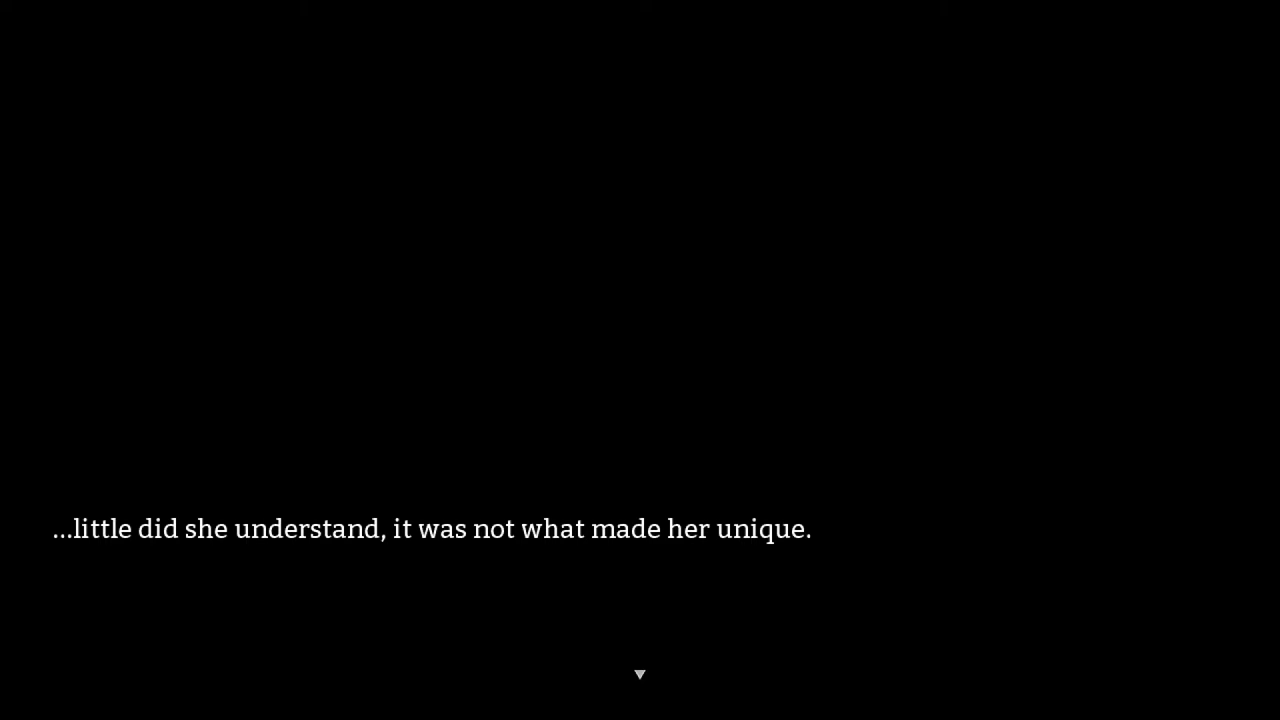 ...little did she understand, it was not what made her unique.